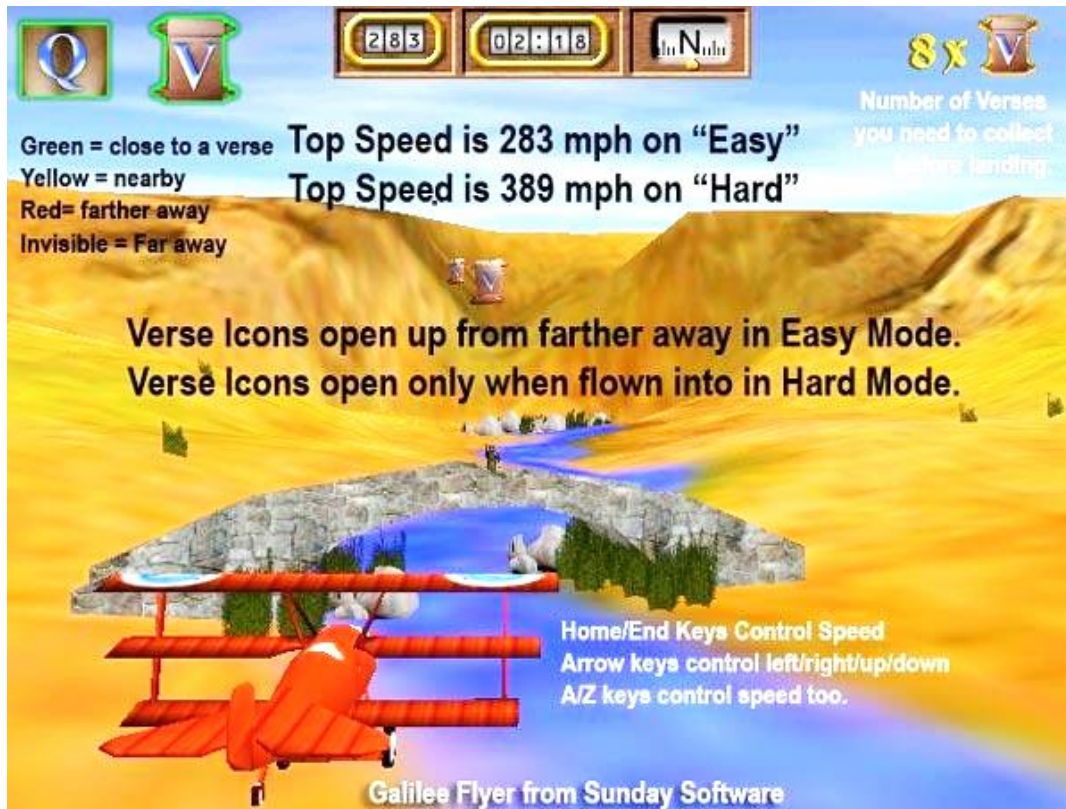 Q V 283 02:18 N 8 x V
Number of Verses
you need to collect
before landing.
Green = close to a verse
Yellow = nearby
Red= farther away
Invisible = Far away
Top Speed is 283 mph on “Easy”
Top Speed is 389 mph on “Hard”
V
Verse Icons open up from farther away in Easy Mode.
Verse Icons open only when flown into in Hard Mode.
Home/End Keys Control Speed
Arrow keys control left/right/up/down
A/Z keys control speed too.
Galilee Flyer from Sunday Software